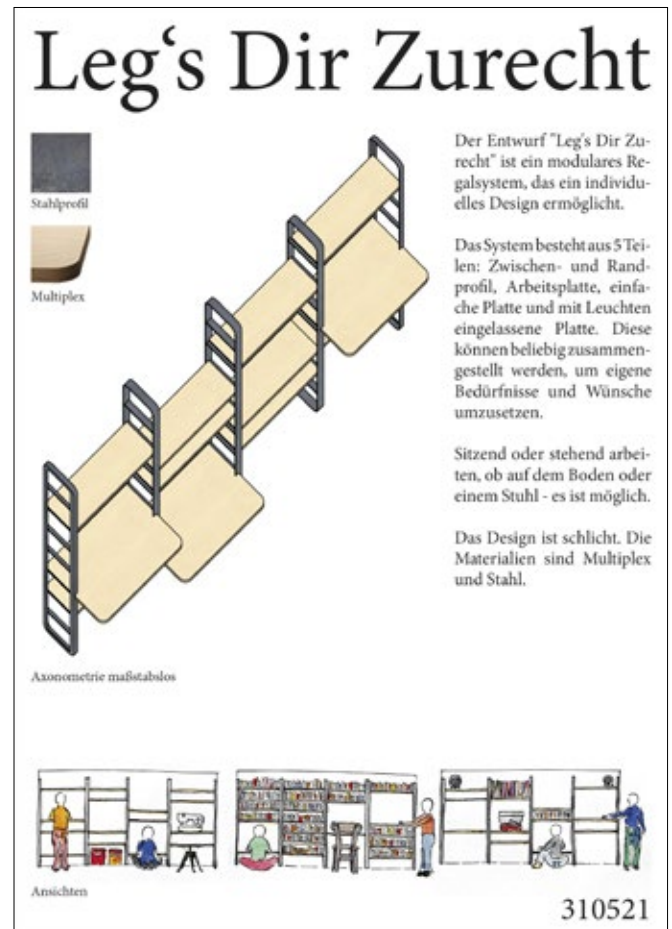 Leg‘s Dir Zurecht
Stahlprofil
Multiplex
Der Entwurf "Leg's Dir Zu-
recht" ist ein modulares Re-
galsystem, das ein individu-
elles Design ermöglicht.
Das System besteht aus 5 Tei-
len: Zwischen- und Rand-
profil, Arbeitsplatte, einfa-
che Platte und mit Leuchten
eingelassene Platte. Diese
können beliebig zusammen-
gestellt werden, um eigene
Bedürfnisse und Wünsche
umzusetzen.
Sitzend oder stehend arbei-
ten, ob auf dem Boden oder
einem Stuhl - es ist möglich.
Das Design ist schlicht. Die
Materialien sind Multiplex
und Stahl.
Axonometrie maßstabslos
Ansichten
310521